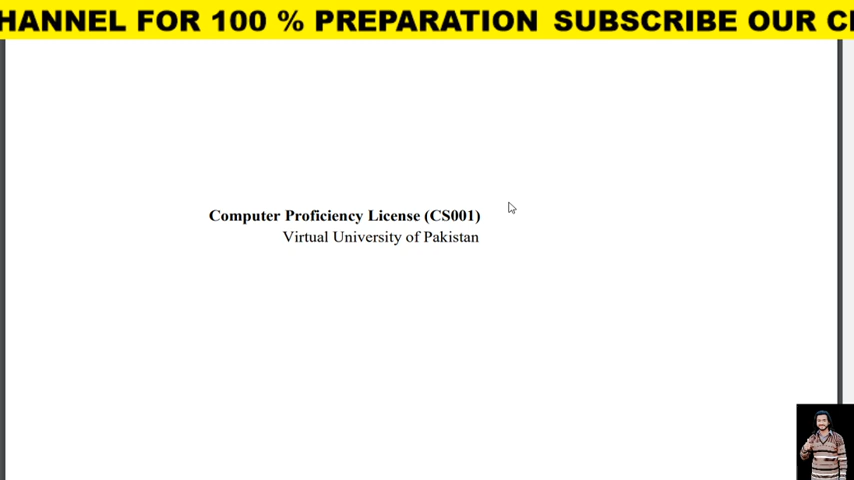 HANNEL FOR 100 % PREPARATION SUBSCRIBE OUR
Computer Proficiency License (CS001)
Virtual University of Pakistan